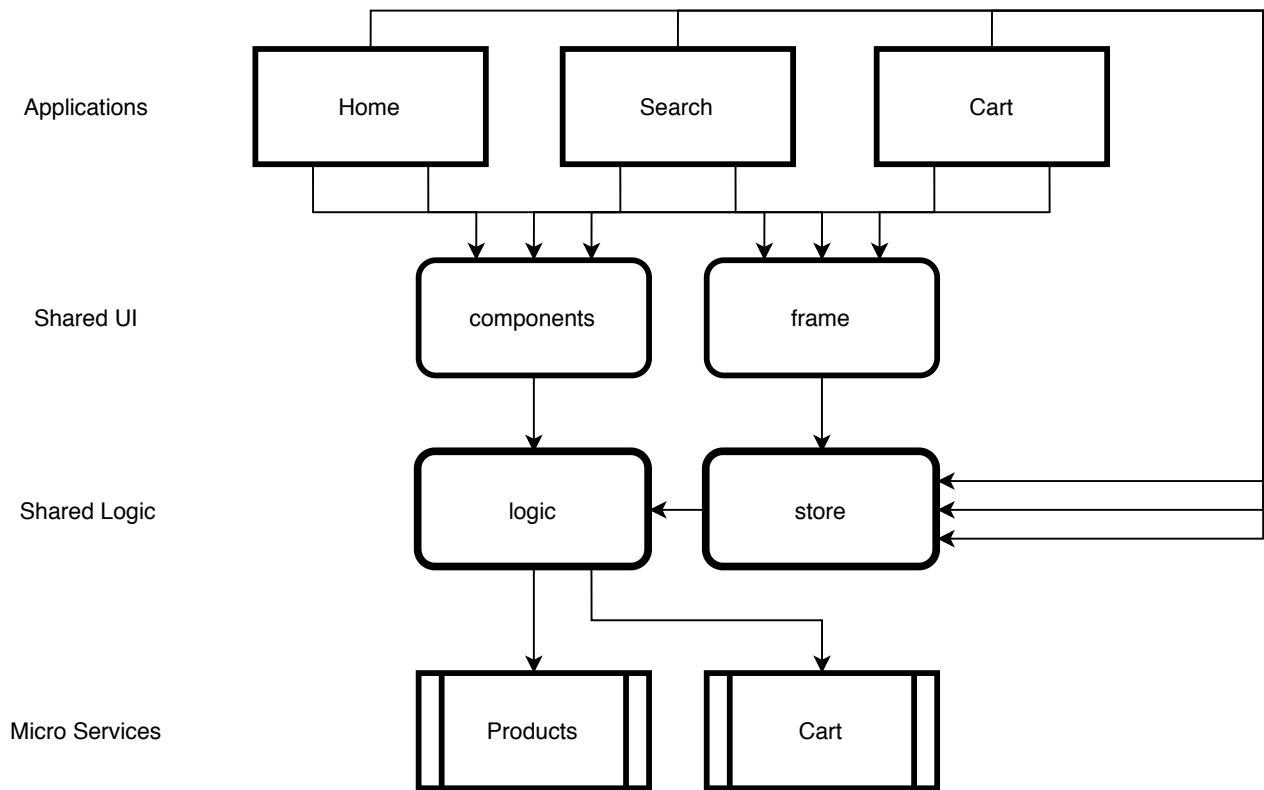 Applications
Home
Search
Cart
Shared UI
components
frame
Shared Logic
logic
store
Micro Services
Products
Cart